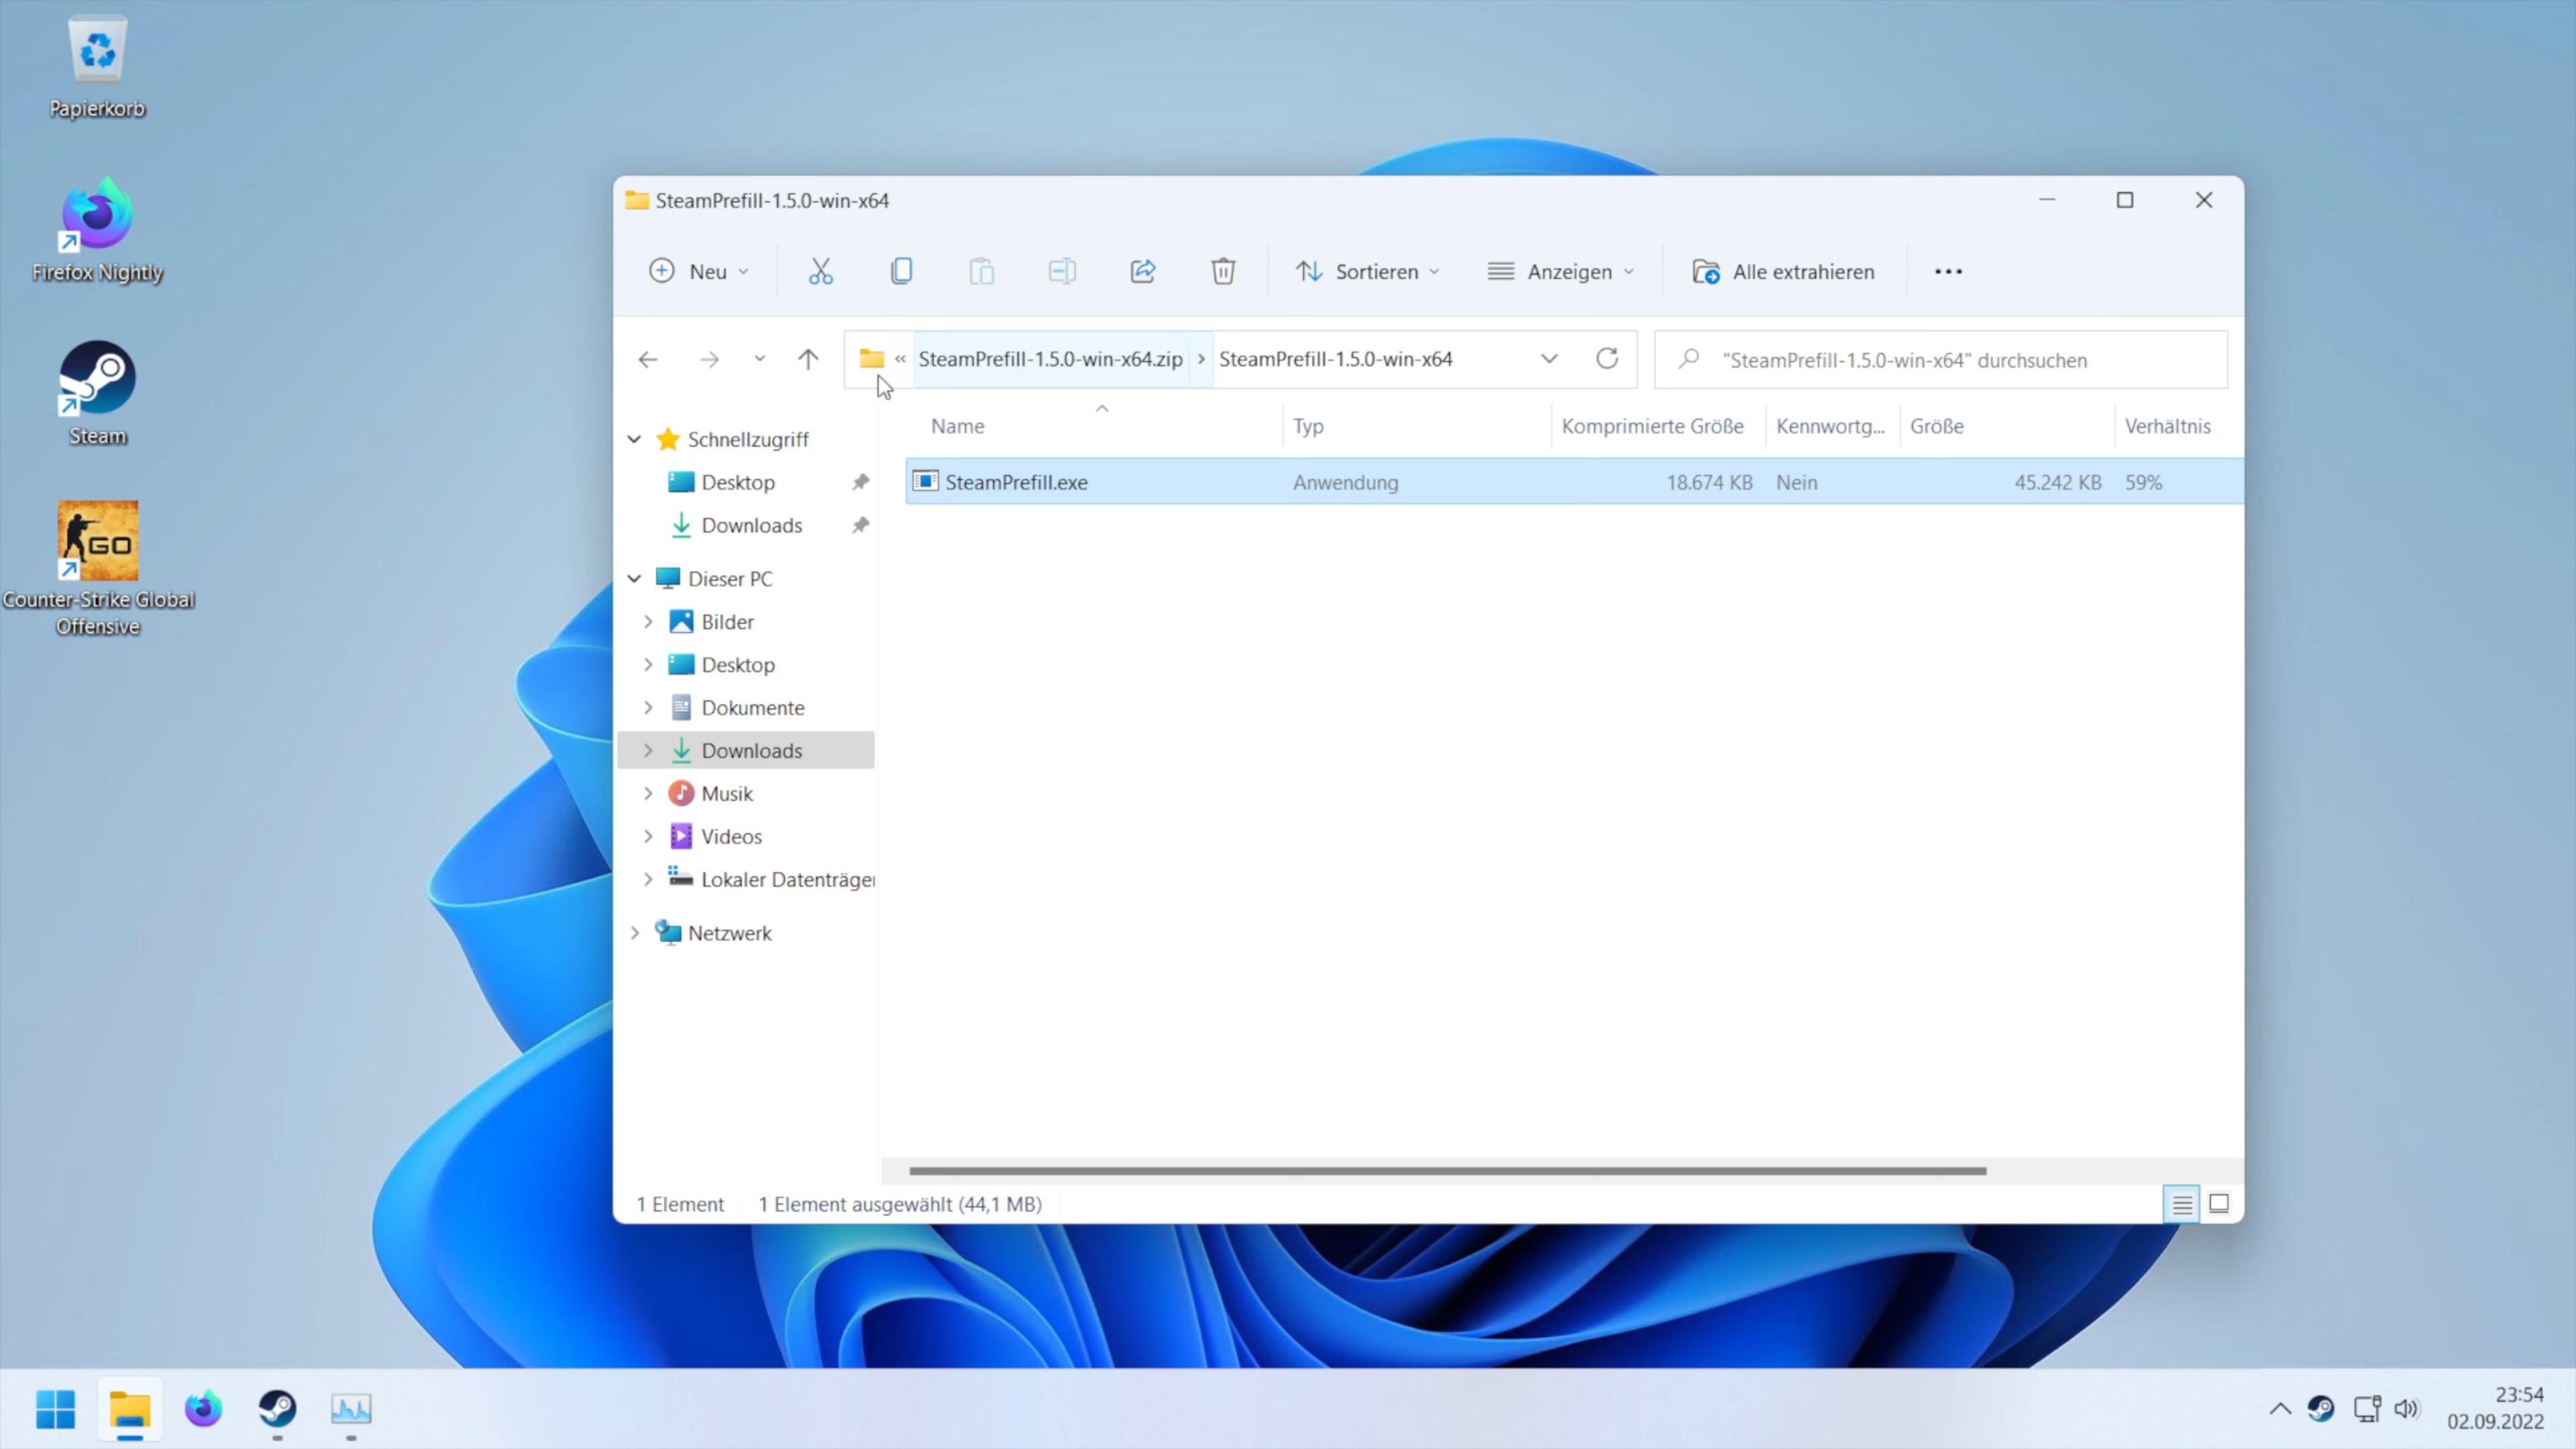 Papierkorb
Firefox Nightly
Steam
GO
Counter-Strike Global
Offensive
SteamPrefill-1.5.0-win-x64
Neu
Sortieren
Anzeigen
Alle extrahieren
« SteamPrefill-1.5.0-win-x64.zip › SteamPrefill-1.5.0-win-x64
"SteamPrefill-1.5.0-win-x64" durchsuchen
Name Typ Komprimierte Größe Kennwortg... Größe Verhältnis
SteamPrefill.exe Anwendung 18.674 KB Nein 45.242 KB 59%
Schnellzugriff
Desktop
Downloads
Dieser PC
Bilder
Desktop
Dokumente
Downloads
Musik
Videos
Lokaler Datenträger
Netzwerk
1 Element 1 Element ausgewählt (44,1 MB)
23:54
02.09.2022